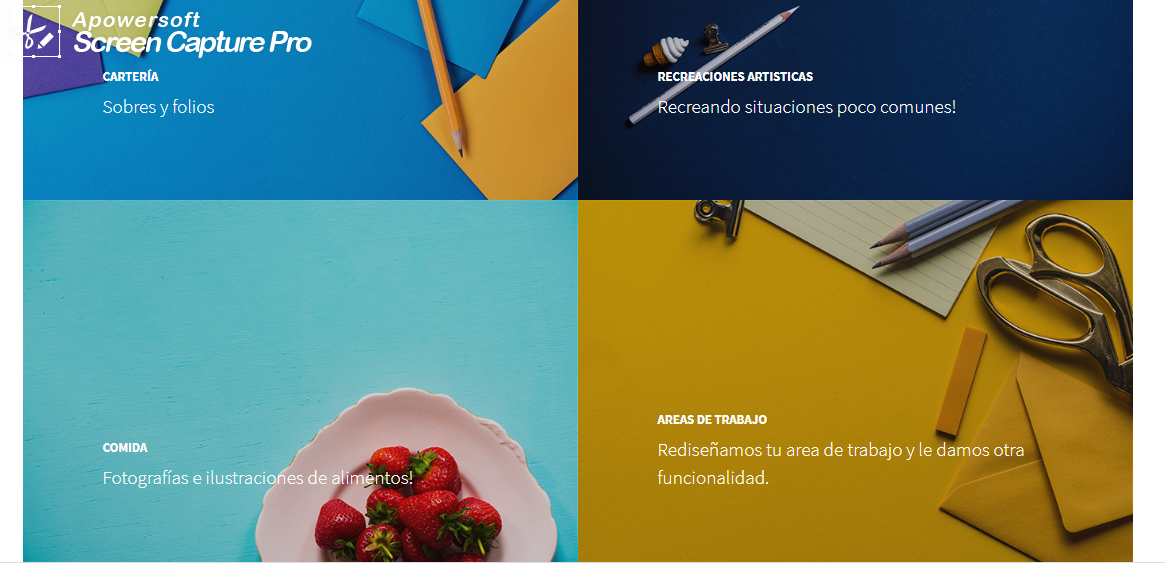 Apowersoft
Screen Capture Pro
CARTERÍA
Sobres y folios
RECREACIONES ARTISTICAS
Recreando situaciones poco comunes!
COMIDA
Fotografías e ilustraciones de alimentos!
AREAS DE TRABAJO
Rediseñamos tu area de trabajo y le damos otra
funcionalidad.